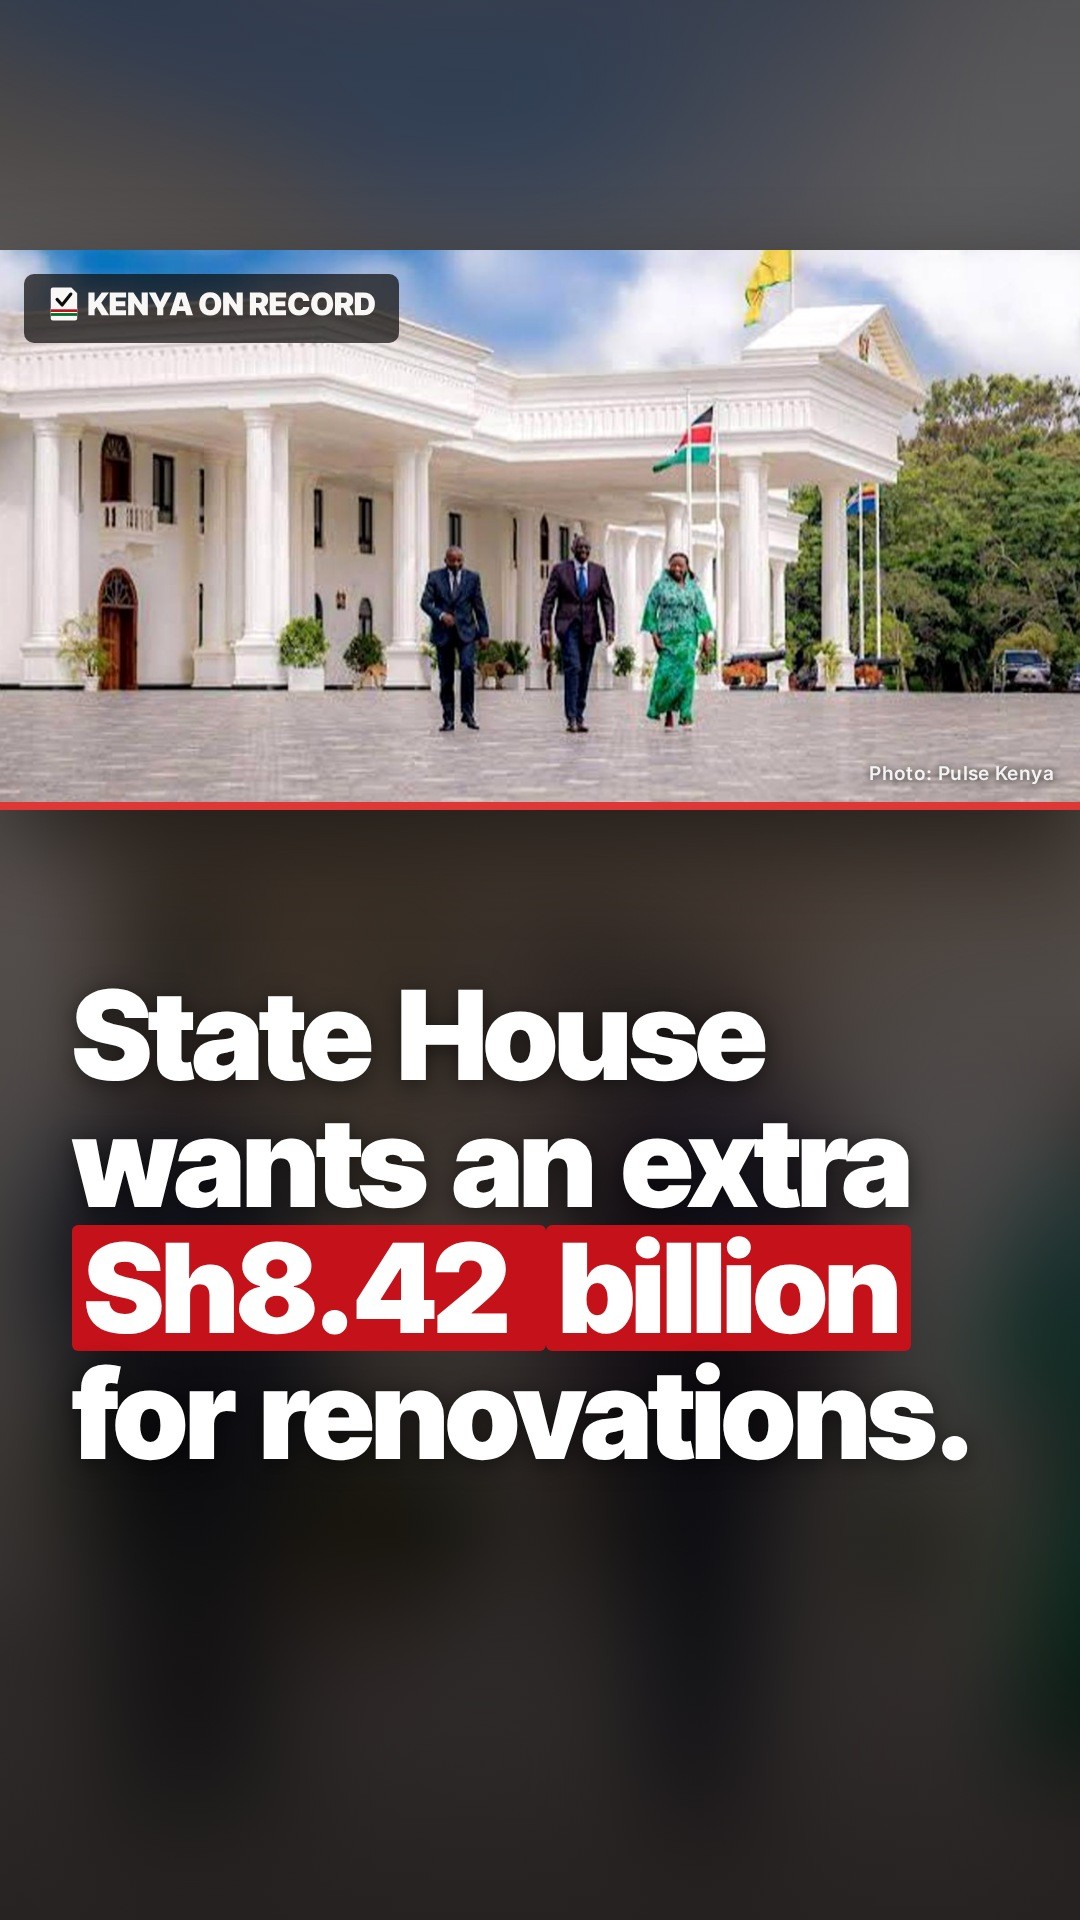 KENYA ON RECORD
Photo: Pulse Kenya
State House
wants an extra
Sh8.42 billion
for renovations.